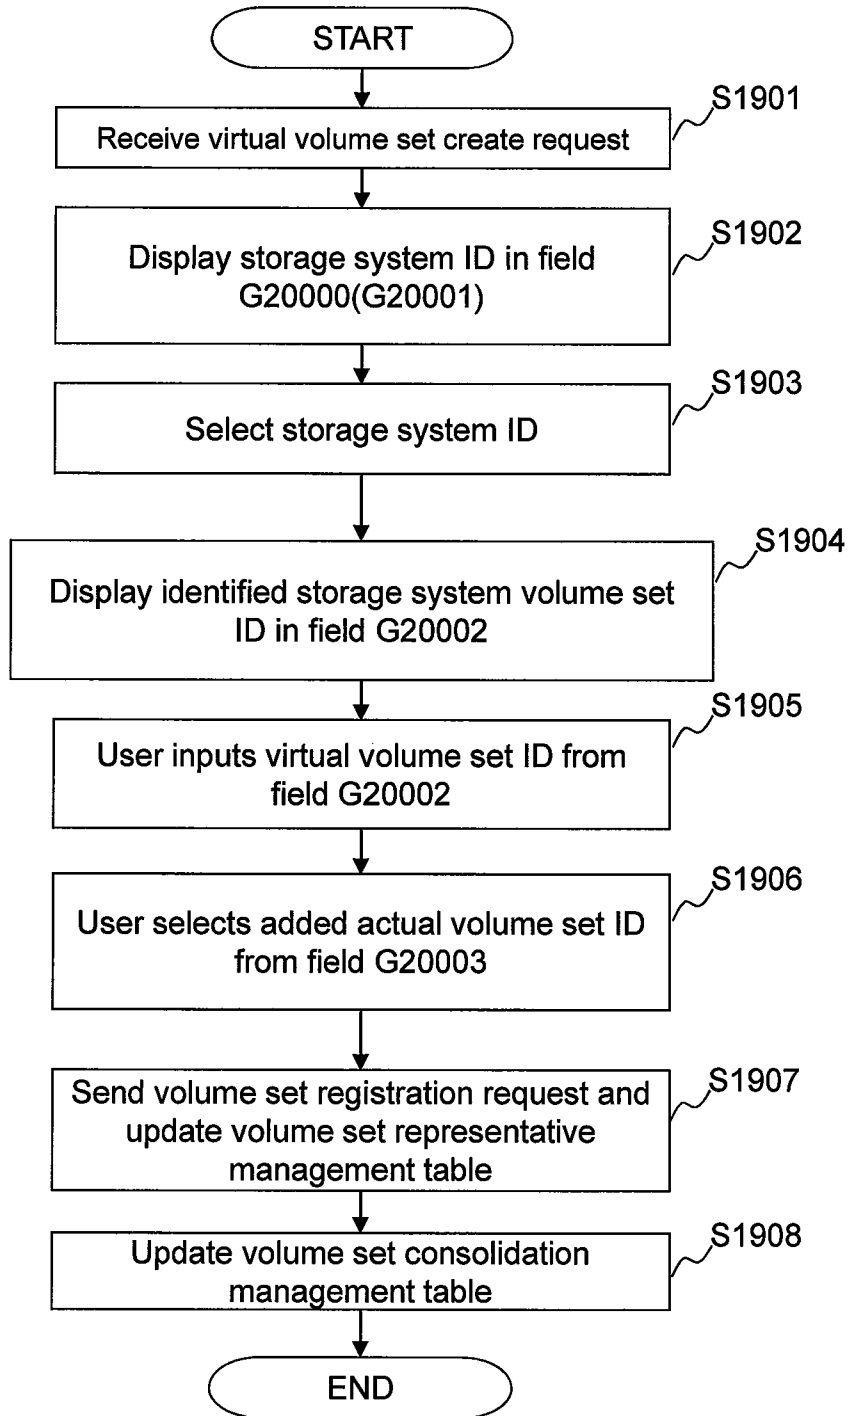 START
S1901
Receive virtual volume set create request
S1902
Display storage system ID in field
G20000(G20001)
S1903
Select storage system ID
S1904
Display identified storage system volume set
ID in field G20002
S1905
User inputs virtual volume set ID from
field G20002
S1906
User selects added actual volume set ID
from field G20003
S1907
Send volume set registration request and
update volume set representative
management table
S1908
Update volume set consolidation
management table
END